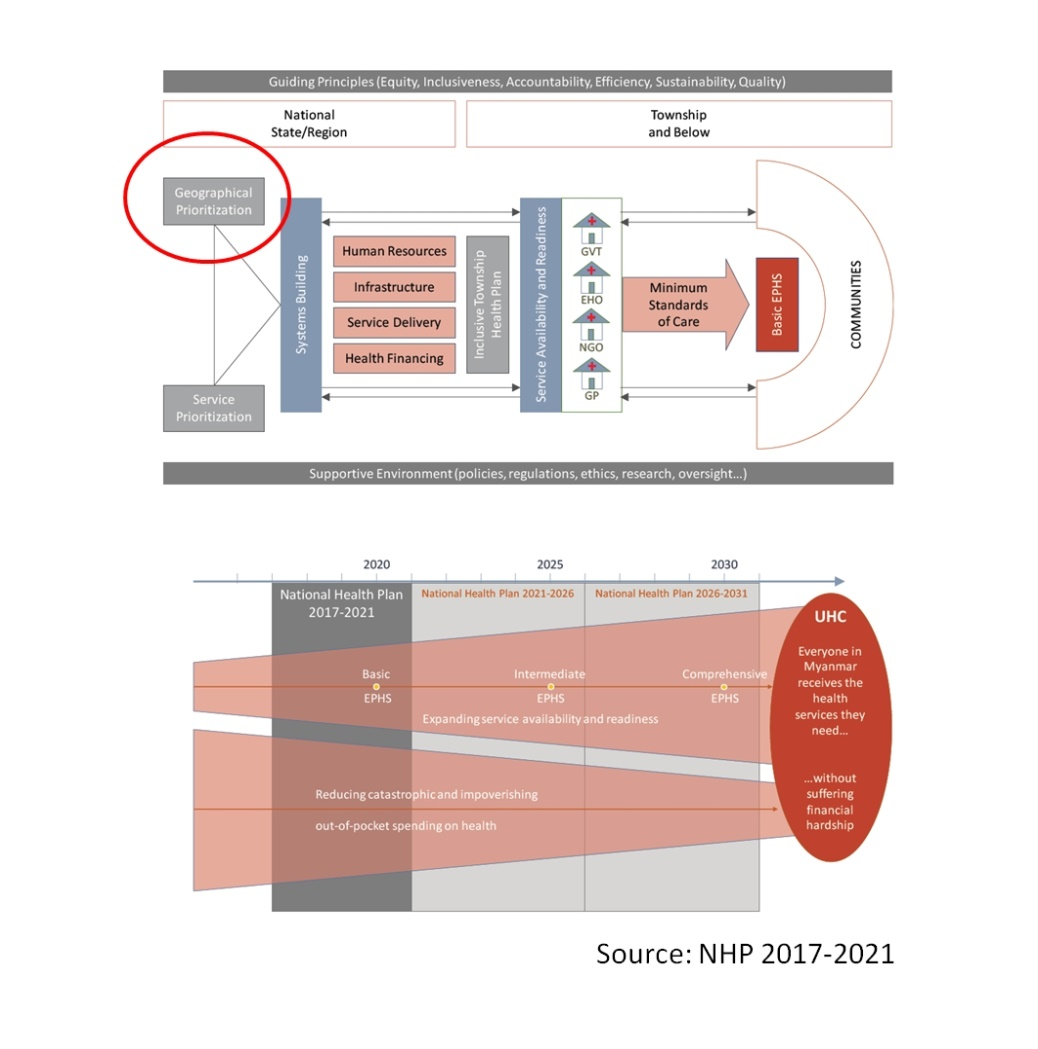 Guiding Principles (Equity, Inclusiveness, Accountability, Efficiency, Sustainability, Quality)
National
State/Region
Township
and Below
Geographical
Prioritization
Service
Prioritization
Systems Building
Human Resources
Infrastructure
Service Delivery
Health Financing
Inclusive Township
Health Plan
Service Availability and Readiness
GVT
EHO
NGO
GP
Minimum
Standards
of Care
Basic EPHS
COMMUNITIES
Supportive Environment (policies, regulations, ethics, research, oversight...)
2020
2025
2030
National Health Plan
2017-2021
National Health Plan 2021-2026
National Health Plan 2026-2031
Basic
EPHS
Intermediate
EPHS
Comprehensive
EPHS
Expanding service availability and readiness
Reducing catastrophic and impoverishing
out-of-pocket spending on health
UHC
Everyone in
Myanmar
receives the
health
services they
need...
...without
suffering
financial
hardship
Source: NHP 2017-2021